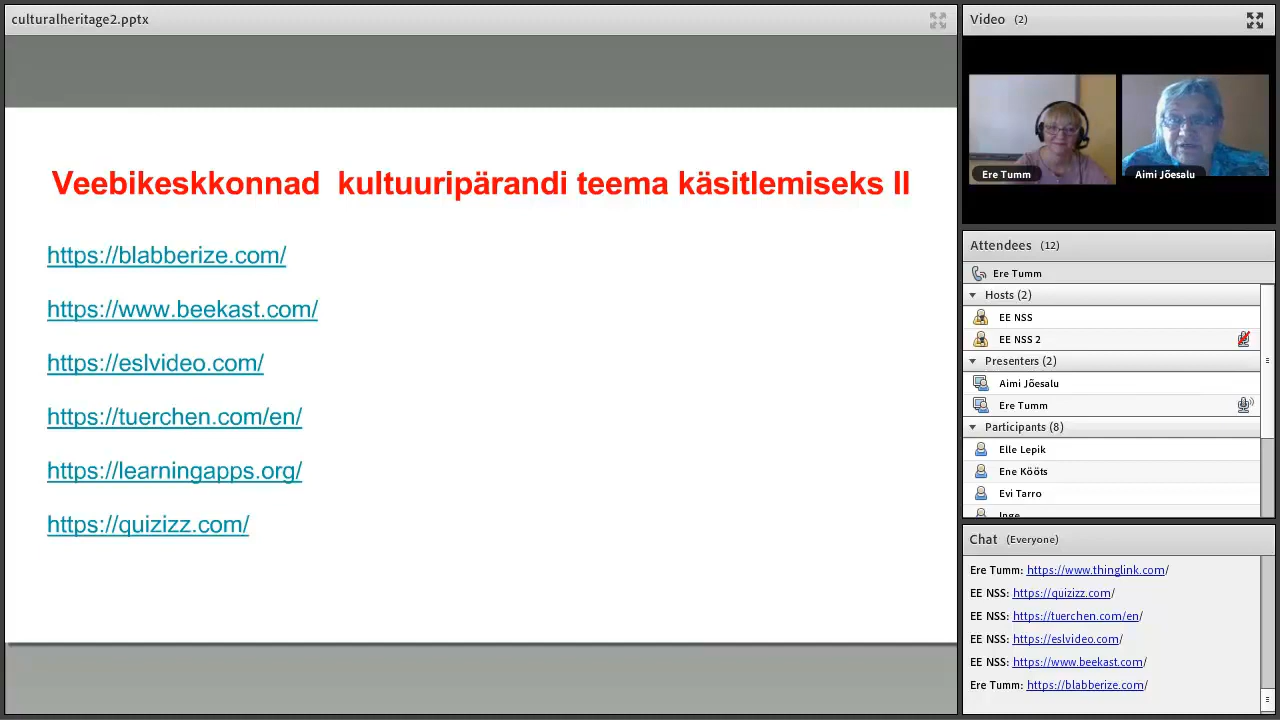 culturalheritage2.pptx
Veebikeskkonnad kultuuripärandi teema käsitlemiseks II
https://blabberize.com/
https://www.beekast.com/
https://eslvideo.com/
https://tuerchen.com/en/
https://learningapps.org/
https://quizizz.com/
Video (2)
Ere Tumm
Aimi Jõesalu
Attendees (12)
Ere Tumm
Hosts (2)
EE NSS
EE NSS 2
Presenters (2)
Aimi Jõesalu
Ere Tumm
Participants (8)
Elle Lepik
Ene Kööts
Evi Tarro
Inge
Chat (Everyone)
Ere Tumm: https://www.thinglink.com/
EE NSS: https://quizizz.com/
EE NSS: https://tuerchen.com/en/
EE NSS: https://eslvideo.com/
EE NSS: https://www.beekast.com/
Ere Tumm: https://blabberize.com/